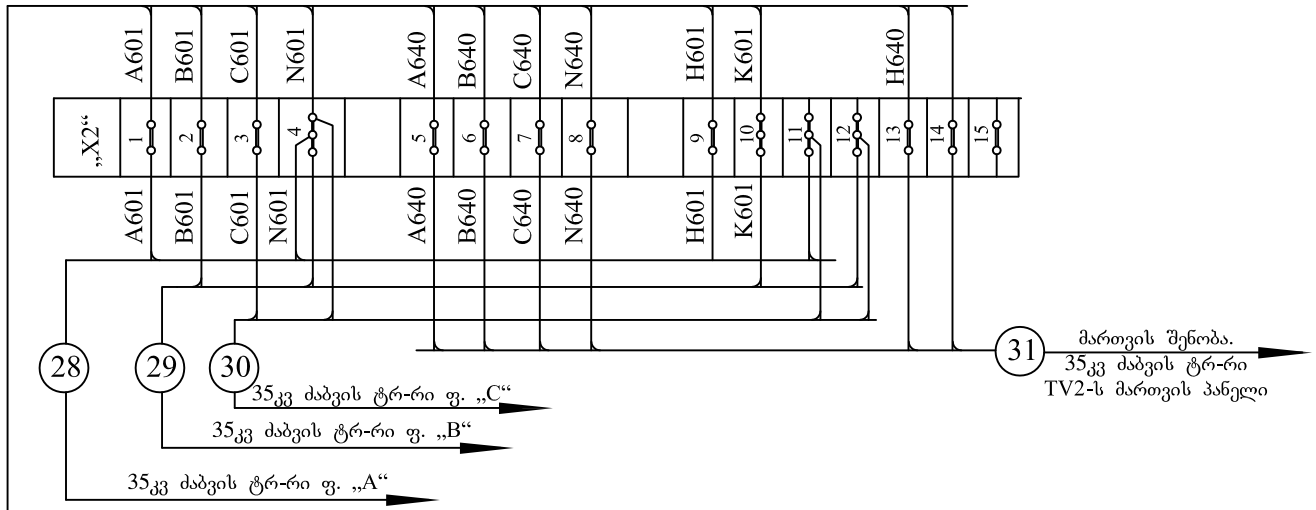 A601 B601 C601 N601 A640 B640 C640 N640 H601 K601 H640
„X2“ 1 2 3 4 5 6 7 8 9 10 11 12 13 14 15
A601 B601 C601 N601 A640 B640 C640 N640 H601 K601
28 29 30 31
მართვის შენობა.
35კვ ძაბვის ტრ-რი
TV2-ს მართვის პანელი
35კვ ძაბვის ტრ-რი ფ. „C“
35კვ ძაბვის ტრ-რი ფ. „B“
35კვ ძაბვის ტრ-რი ფ. „A“